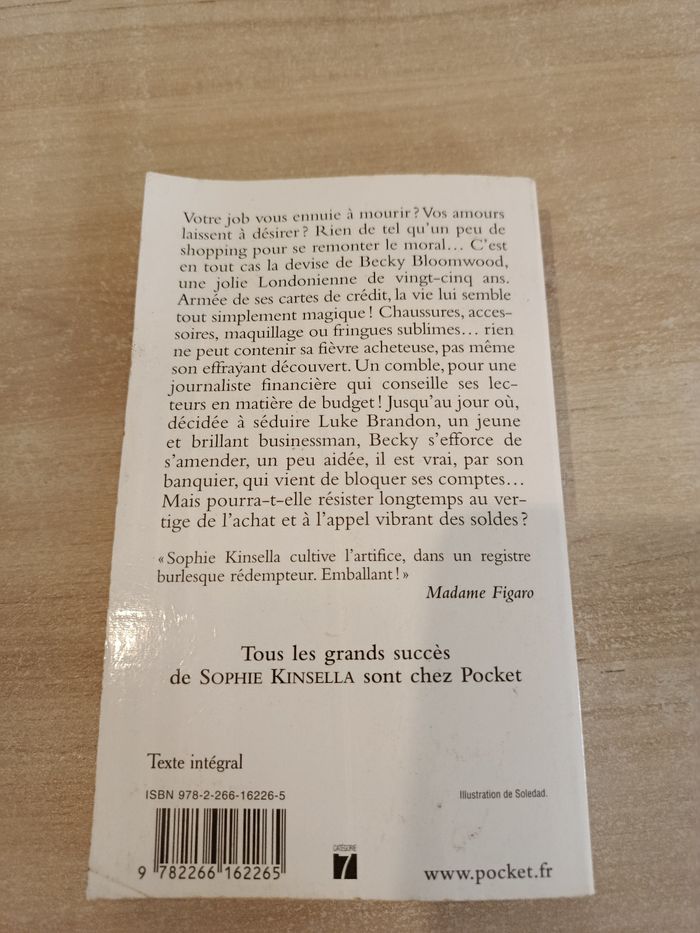 Votre job vous ennuie à mourir ? Vos amours
laissent à désirer ? Rien de tel qu'un peu de
shopping pour se remonter le moral... C'est
en tout cas la devise de Becky Bloomwood,
une jolie Londonienne de vingt-cinq ans.
Armée de ses cartes de crédit, la vie lui semble
tout simplement magique ! Chaussures, acces-
soires, maquillage ou fringues sublimes... rien
ne peut contenir sa fièvre acheteuse, pas même
son effrayant découvert. Un comble, pour une
journaliste financière qui conseille ses lec-
teurs en matière de budget ! Jusqu'au jour où,
décidée à séduire Luke Brandon, un jeune
et brillant businessman, Becky s'efforce de
s'amender, un peu aidée, il est vrai, par son
banquier, qui vient de bloquer ses comptes...
Mais pourra-t-elle résister longtemps au ver-
tige de l'achat et à l'appel vibrant des soldes ?
« Sophie Kinsella cultive l'artifice, dans un registre
burlesque rédempteur. Emballant ! »
Madame Figaro
Tous les grands succès
de SOPHIE KINSELLA sont chez Pocket
Texte intégral
ISBN 978-2-266-16226-5
Illustration de Soledad.
9 782266 162265
CATÉGORIE
7
www.pocket.fr